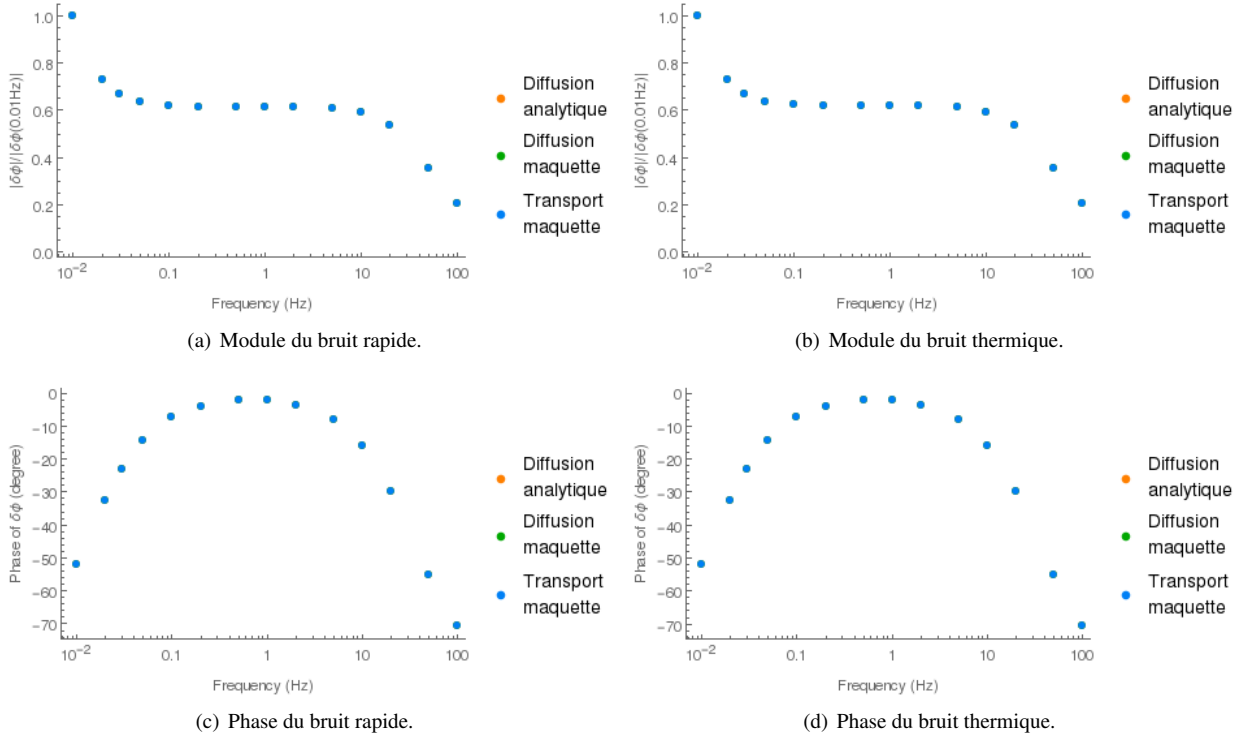 1.0
0.8
0.6
0.4
0.2
0.0
|δϕ|/|δϕ(0.01Hz)|
10⁻²
0.1
1
10
100
Frequency (Hz)
Diffusion
analytique
Diffusion
maquette
Transport
maquette
(a) Module du bruit rapide.
1.0
0.8
0.6
0.4
0.2
0.0
|δϕ|/|δϕ(0.01Hz)|
10⁻²
0.1
1
10
100
Frequency (Hz)
Diffusion
analytique
Diffusion
maquette
Transport
maquette
(b) Module du bruit thermique.
0
−10
−20
−30
−40
−50
−60
−70
Phase of δϕ (degree)
10⁻²
0.1
1
10
100
Frequency (Hz)
Diffusion
analytique
Diffusion
maquette
Transport
maquette
(c) Phase du bruit rapide.
0
−10
−20
−30
−40
−50
−60
−70
Phase of δϕ (degree)
10⁻²
0.1
1
10
100
Frequency (Hz)
Diffusion
analytique
Diffusion
maquette
Transport
maquette
(d) Phase du bruit thermique.